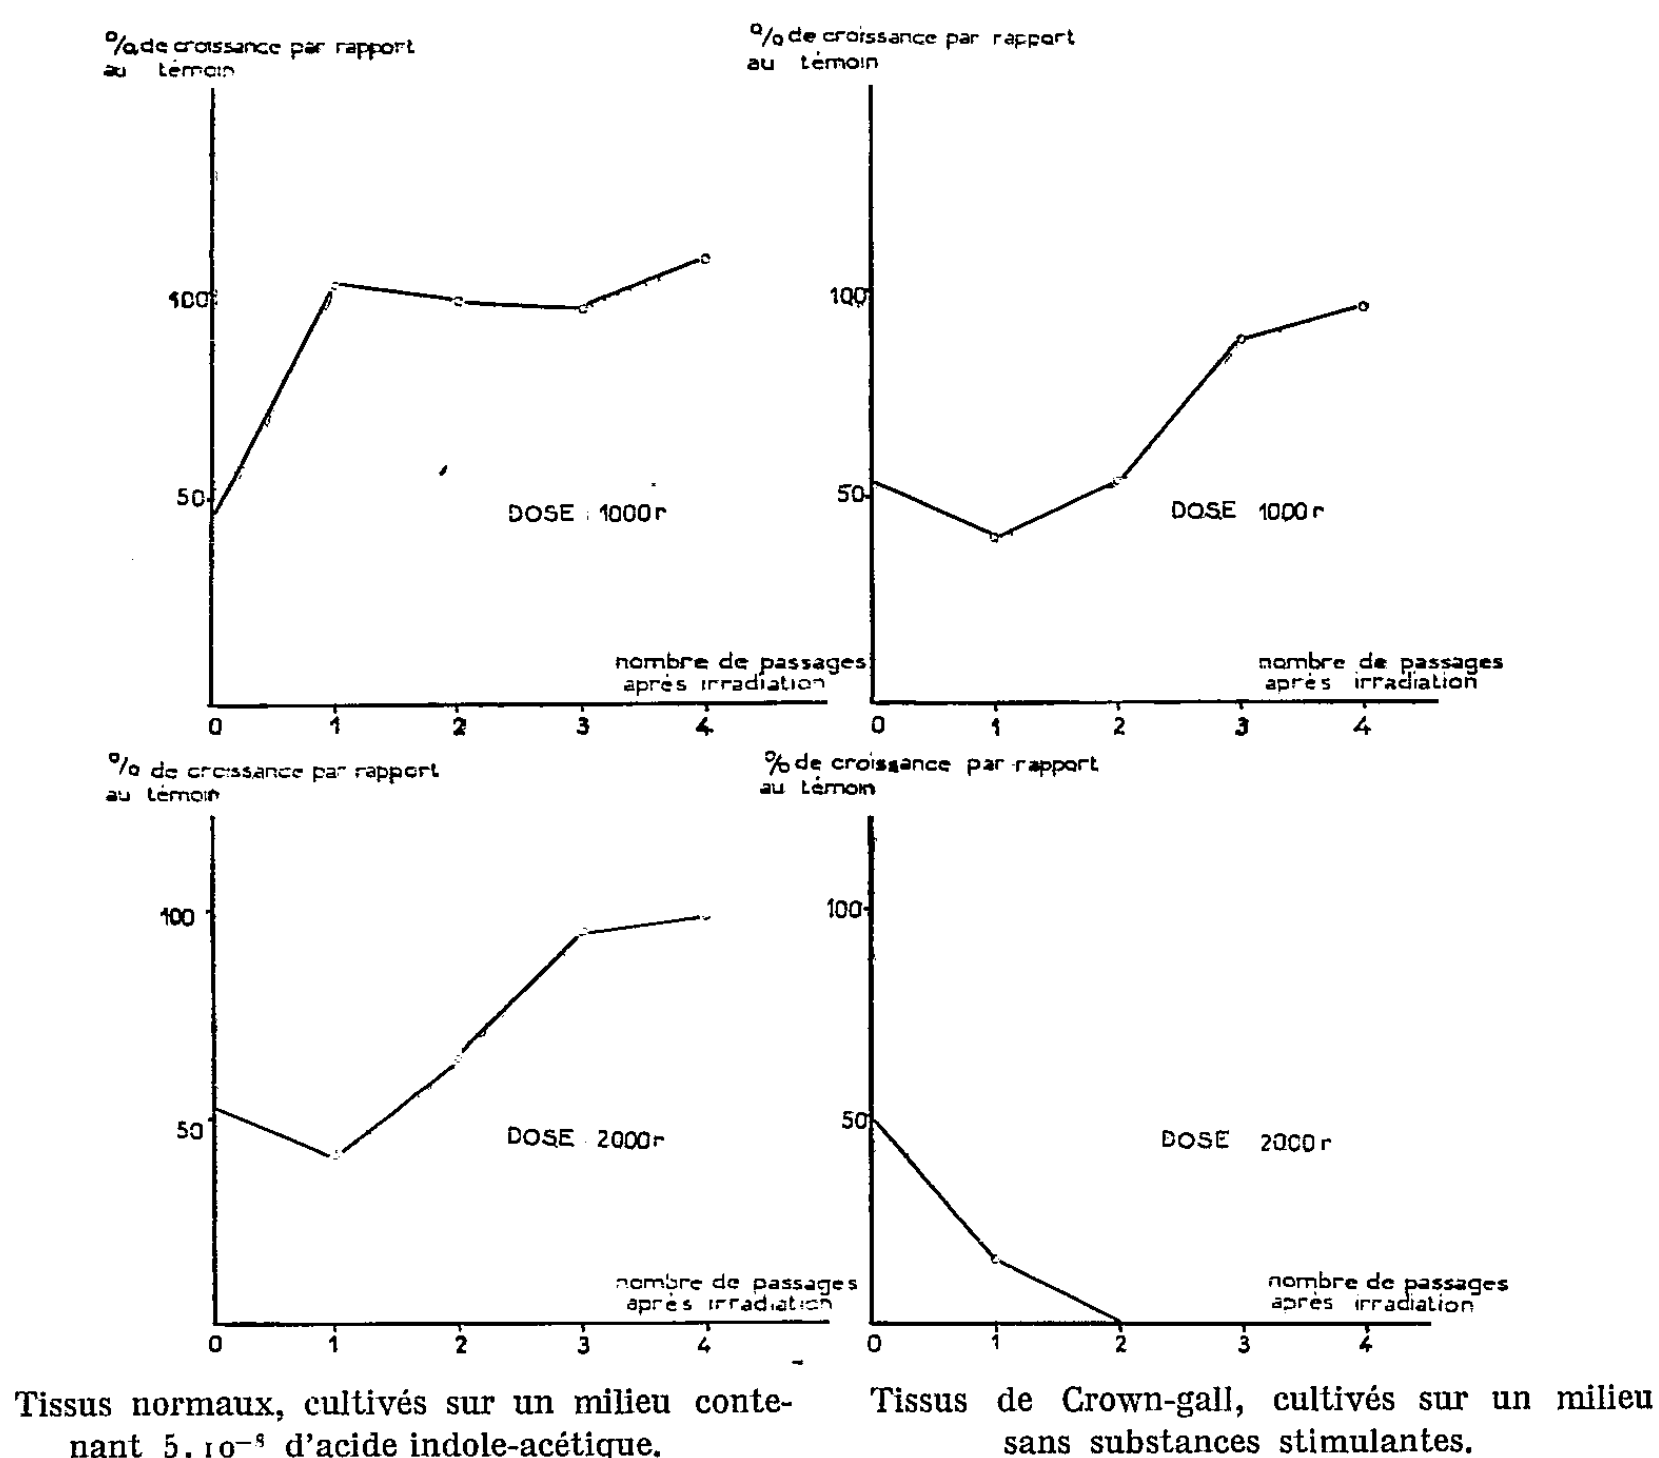 % de croissance par rapport
au témoin
100
50
DOSE : 1000 r
nombre de passages
après irradiation
0 1 2 3 4
% de croissance par rapport
au témoin
100
50
DOSE 1000 r
nombre de passages
après irradiation
0 1 2 3 4
% de croissance par rapport
au témoin
100
50
DOSE 2000 r
nombre de passages
après irradiation
0 1 2 3 4
% de croissance par rapport
au témoin
100
50
DOSE 2000 r
nombre de passages
après irradiation
0 1 2 3 4
Tissus normaux, cultivés sur un milieu conte-
nant 5.10⁻⁸ d'acide indole-acétique.
Tissus de Crown-gall, cultivés sur un milieu
sans substances stimulantes.